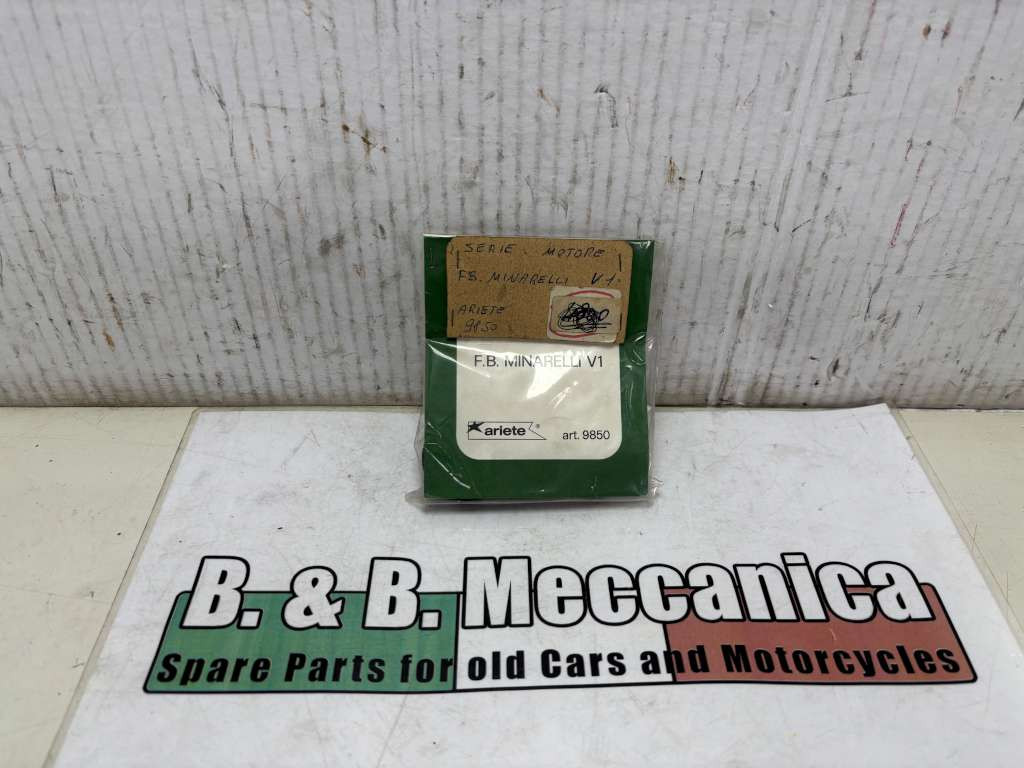 SERIE MOTORE
F.B. MINARELLI V1
ARIETE
9850
F.B. MINARELLI V1
ariete®
art. 9850
B. & B. Meccanica
Spare Parts for old Cars and Motorcycles